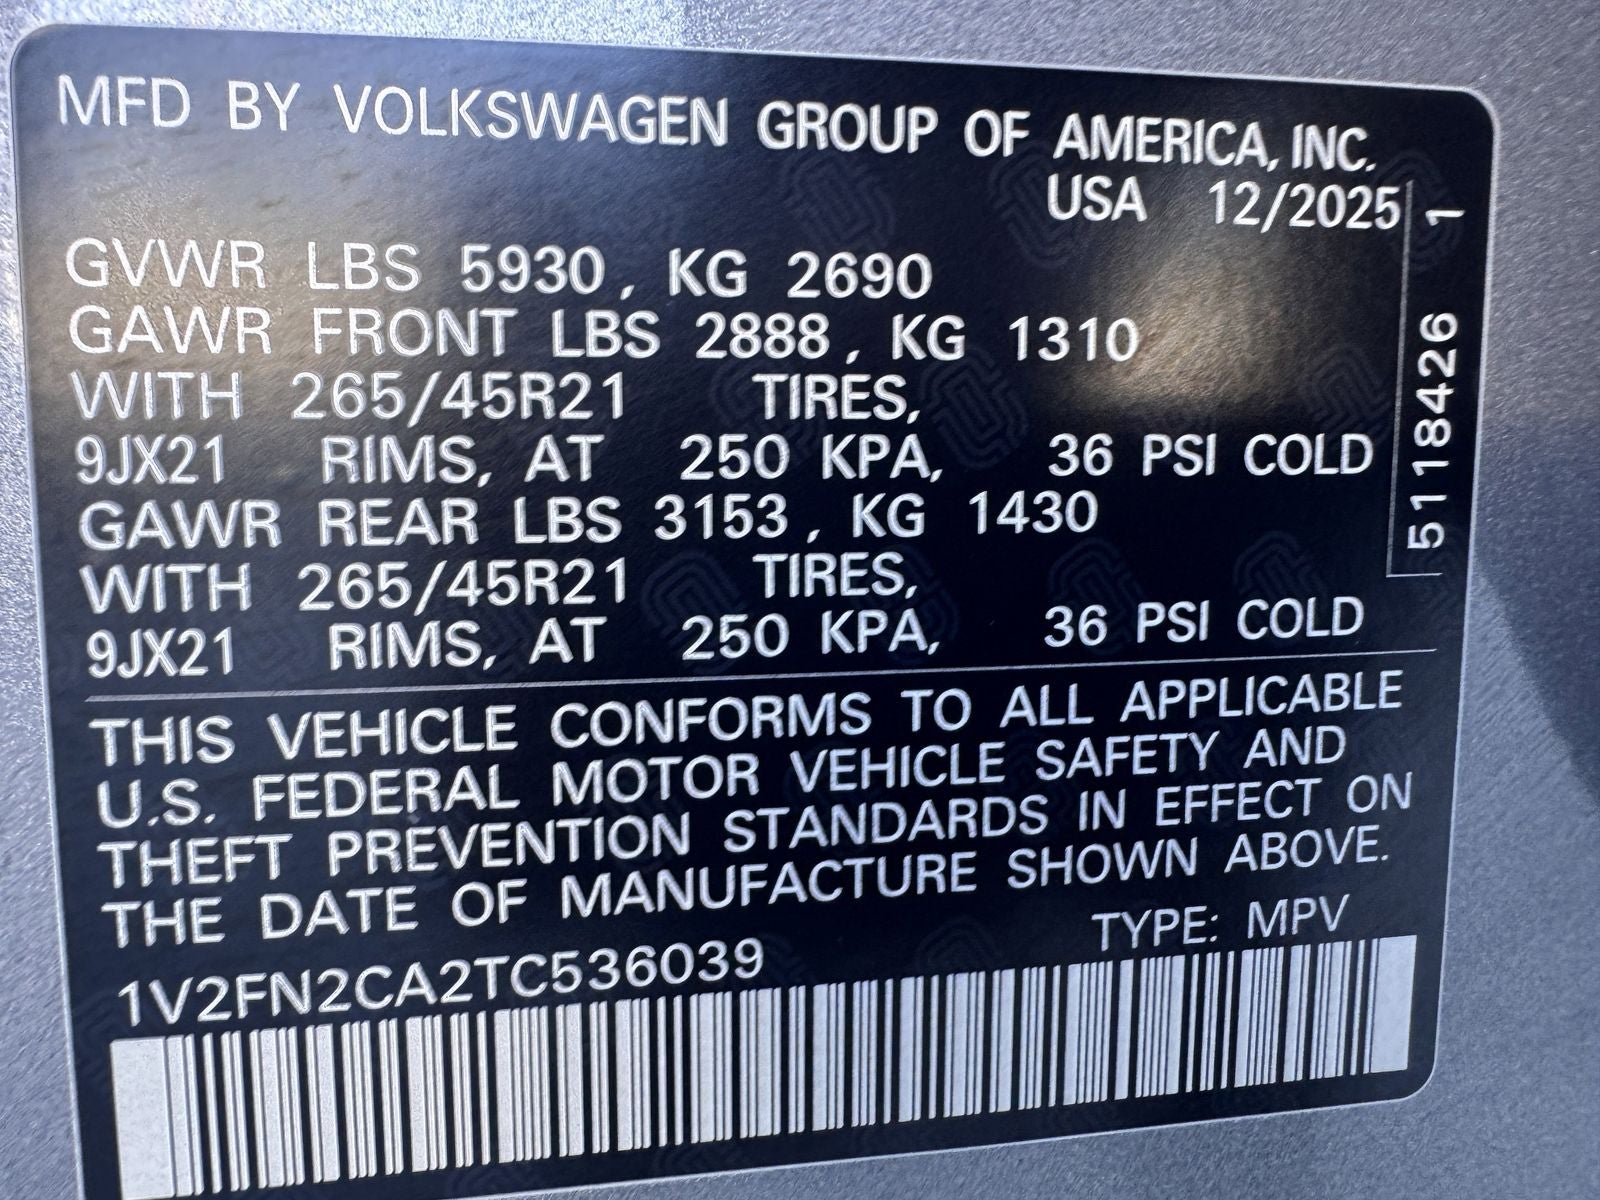 MFD BY VOLKSWAGEN GROUP OF AMERICA, INC.
USA 12/2025
GVWR LBS 5930, KG 2690
GAWR FRONT LBS 2888, KG 1310
WITH 265/45R21 TIRES,
9JX21 RIMS, AT 250 KPA, 36 PSI COLD
GAWR REAR LBS 3153, KG 1430
WITH 265/45R21 TIRES,
9JX21 RIMS, AT 250 KPA, 36 PSI COLD
5118426 1
THIS VEHICLE CONFORMS TO ALL APPLICABLE
U.S. FEDERAL MOTOR VEHICLE SAFETY AND
THEFT PREVENTION STANDARDS IN EFFECT ON
THE DATE OF MANUFACTURE SHOWN ABOVE.
TYPE: MPV
1V2FN2CA2TC536039